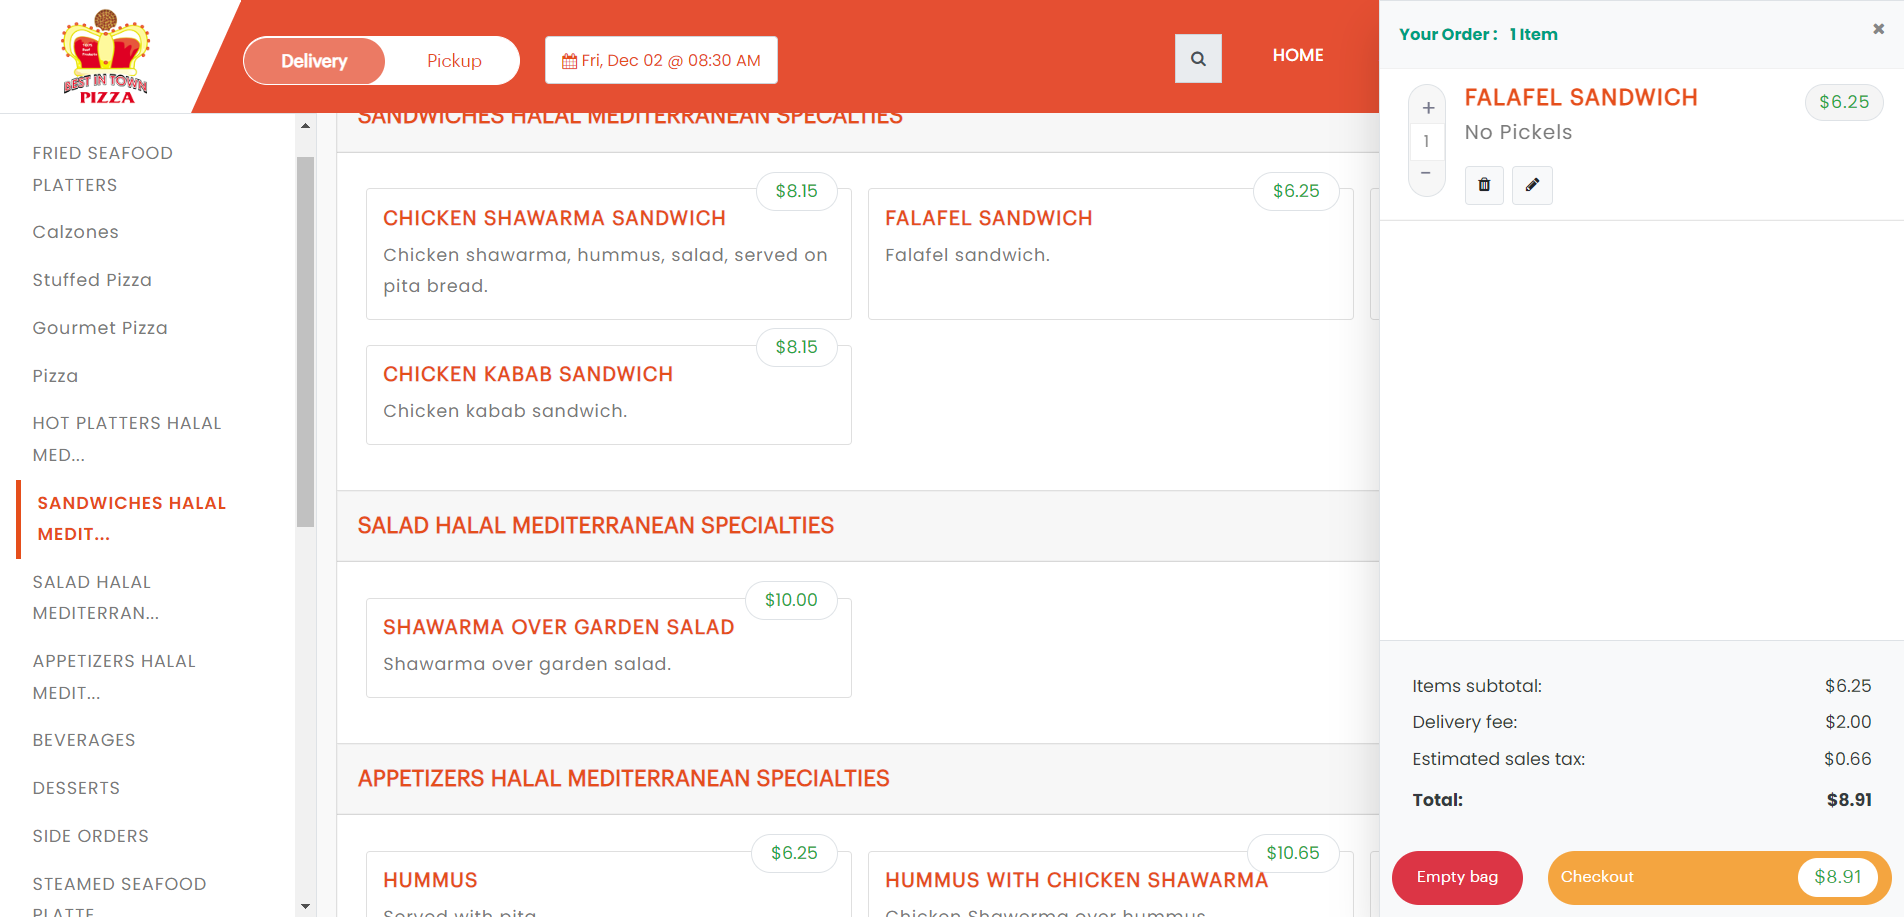 BEST IN TOWN
PIZZA
Delivery
Pickup
Fri, Dec 02 @ 08:30 AM
HOME
FRIED SEAFOOD
PLATTERS
Calzones
Stuffed Pizza
Gourmet Pizza
Pizza
HOT PLATTERS HALAL
MED...
SANDWICHES HALAL
MEDIT...
SALAD HALAL
MEDITERRAN...
APPETIZERS HALAL
MEDIT...
BEVERAGES
DESSERTS
SIDE ORDERS
STEAMED SEAFOOD
PLATTE
SANDWICHES HALAL MEDITERRANEAN SPECALTIES
$8.15
CHICKEN SHAWARMA SANDWICH
Chicken shawarma, hummus, salad, served on
pita bread.
$6.25
FALAFEL SANDWICH
Falafel sandwich.
$8.15
CHICKEN KABAB SANDWICH
Chicken kabab sandwich.
SALAD HALAL MEDITERRANEAN SPECIALTIES
$10.00
SHAWARMA OVER GARDEN SALAD
Shawarma over garden salad.
APPETIZERS HALAL MEDITERRANEAN SPECIALTIES
$6.25
HUMMUS
Served with pita
$10.65
HUMMUS WITH CHICKEN SHAWARMA
Chicken Shawerma over hummus
Your Order : 1 Item
×
+
1
−
FALAFEL SANDWICH
$6.25
No Pickels
Items subtotal: $6.25
Delivery fee: $2.00
Estimated sales tax: $0.66
Total: $8.91
Empty bag
Checkout $8.91